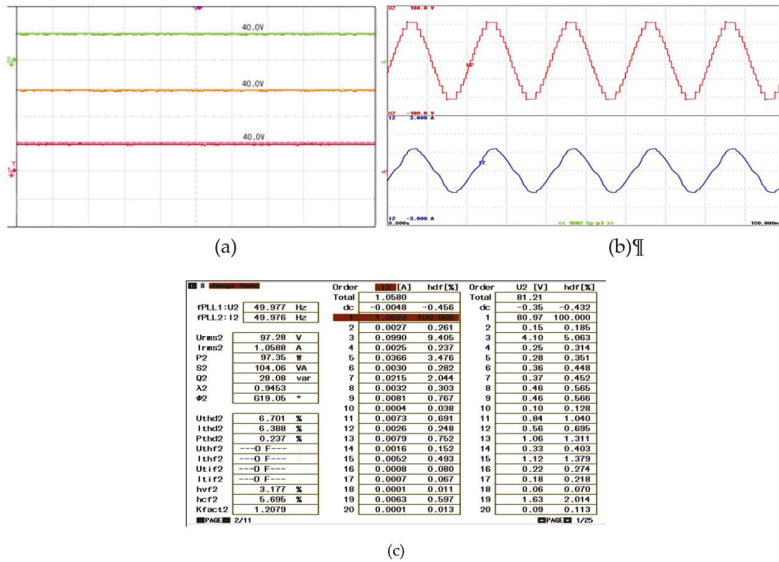 40.0V
40.0V
40.0V
(a)
U2 180.0 V
U2 -180.0 V
I2 3.000 A
I2
I2 -3.000 A
0.000s
100.000m
(b)¶
8
Order I2 [A] hdf[%] Order U2 [V] hdf[%]
Total 1.0580 Total 81.21
dc -0.0048 -0.456 dc -0.35 -0.432
fPLL1:U2 49.977 Hz 1 100.000 1 80.97 100.000
fPLL2:I2 49.976 Hz 2 0.0027 0.261 2 0.15 0.185
3 0.0990 9.405 3 4.10 5.063
Urms2 97.28 V 4 0.0025 0.237 4 0.25 0.314
Irms2 1.0588 A 5 0.0366 3.476 5 0.28 0.351
P2 97.35 W 6 0.0030 0.282 6 0.36 0.448
S2 104.06 VA 7 0.0215 2.044 7 0.37 0.452
Q2 28.08 var 8 0.0032 0.303 8 0.46 0.565
λ2 0.9453 9 0.0081 0.767 9 0.46 0.566
Φ2 G19.05 ° 10 0.0004 0.038 10 0.10 0.128
Uthd2 6.701 % 11 0.0073 0.691 11 0.84 1.040
Ithd2 6.388 % 12 0.0026 0.248 12 0.56 0.695
Pthd2 0.237 % 13 0.0079 0.752 13 1.06 1.311
Uthf2 ---O F--- 14 0.0016 0.152 14 0.33 0.403
Ithf2 ---O F--- 15 0.0052 0.493 15 1.12 1.379
Utif2 ---O F--- 16 0.0008 0.080 16 0.22 0.274
Itif2 ---O F--- 17 0.0007 0.067 17 0.18 0.218
hvf2 3.177 % 18 0.0001 0.011 18 0.06 0.070
hcf2 5.695 % 19 0.0063 0.597 19 1.63 2.014
Kfact2 1.2079 20 0.0001 0.013 20 0.09 0.113
PAGE 2/11 PAGE 1/25
(c)